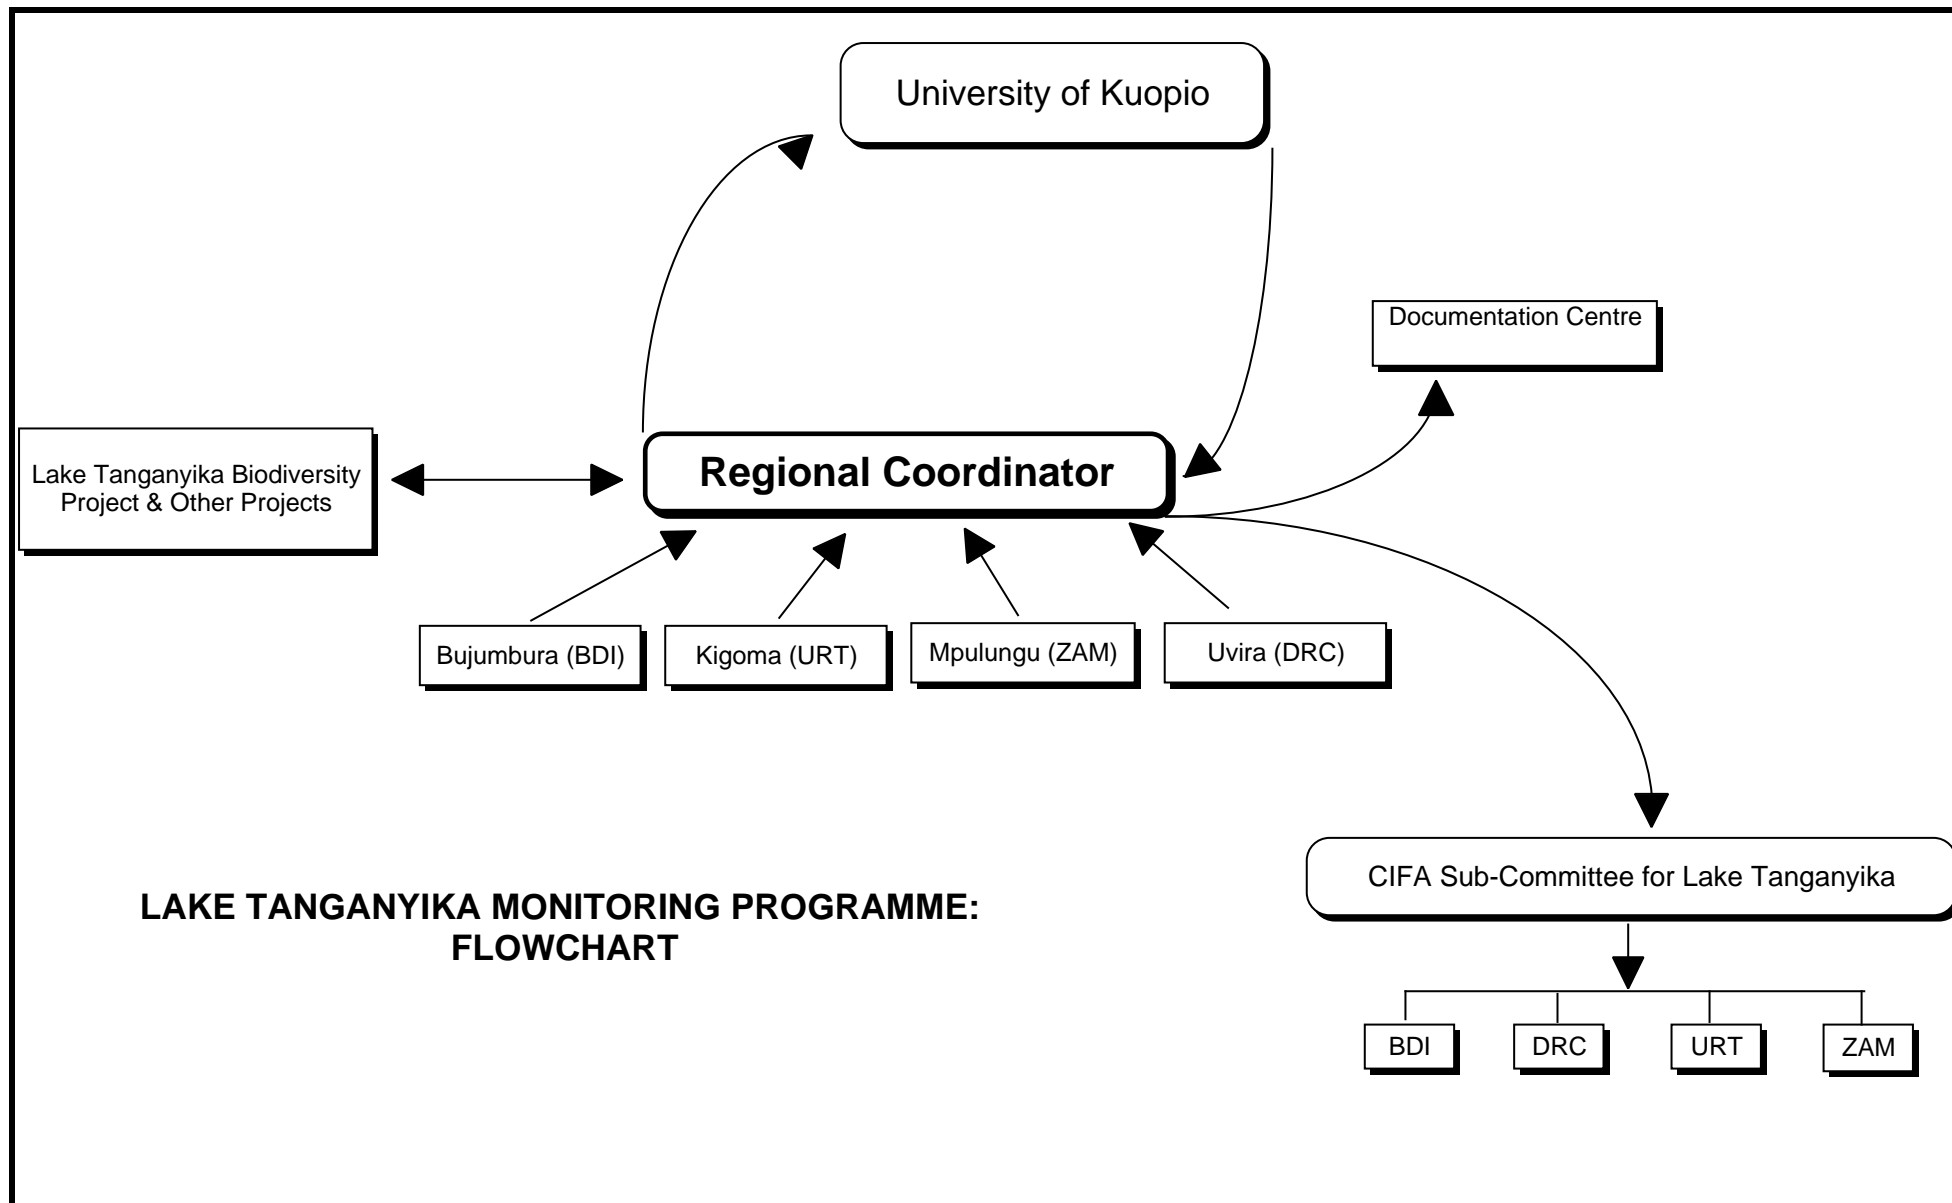 University of Kuopio
Documentation Centre
Regional Coordinator
Lake Tanganyika Biodiversity
Project & Other Projects
Bujumbura (BDI)
Kigoma (URT)
Mpulungu (ZAM)
Uvira (DRC)
CIFA Sub-Committee for Lake Tanganyika
LAKE TANGANYIKA MONITORING PROGRAMME:
FLOWCHART
BDI
DRC
URT
ZAM